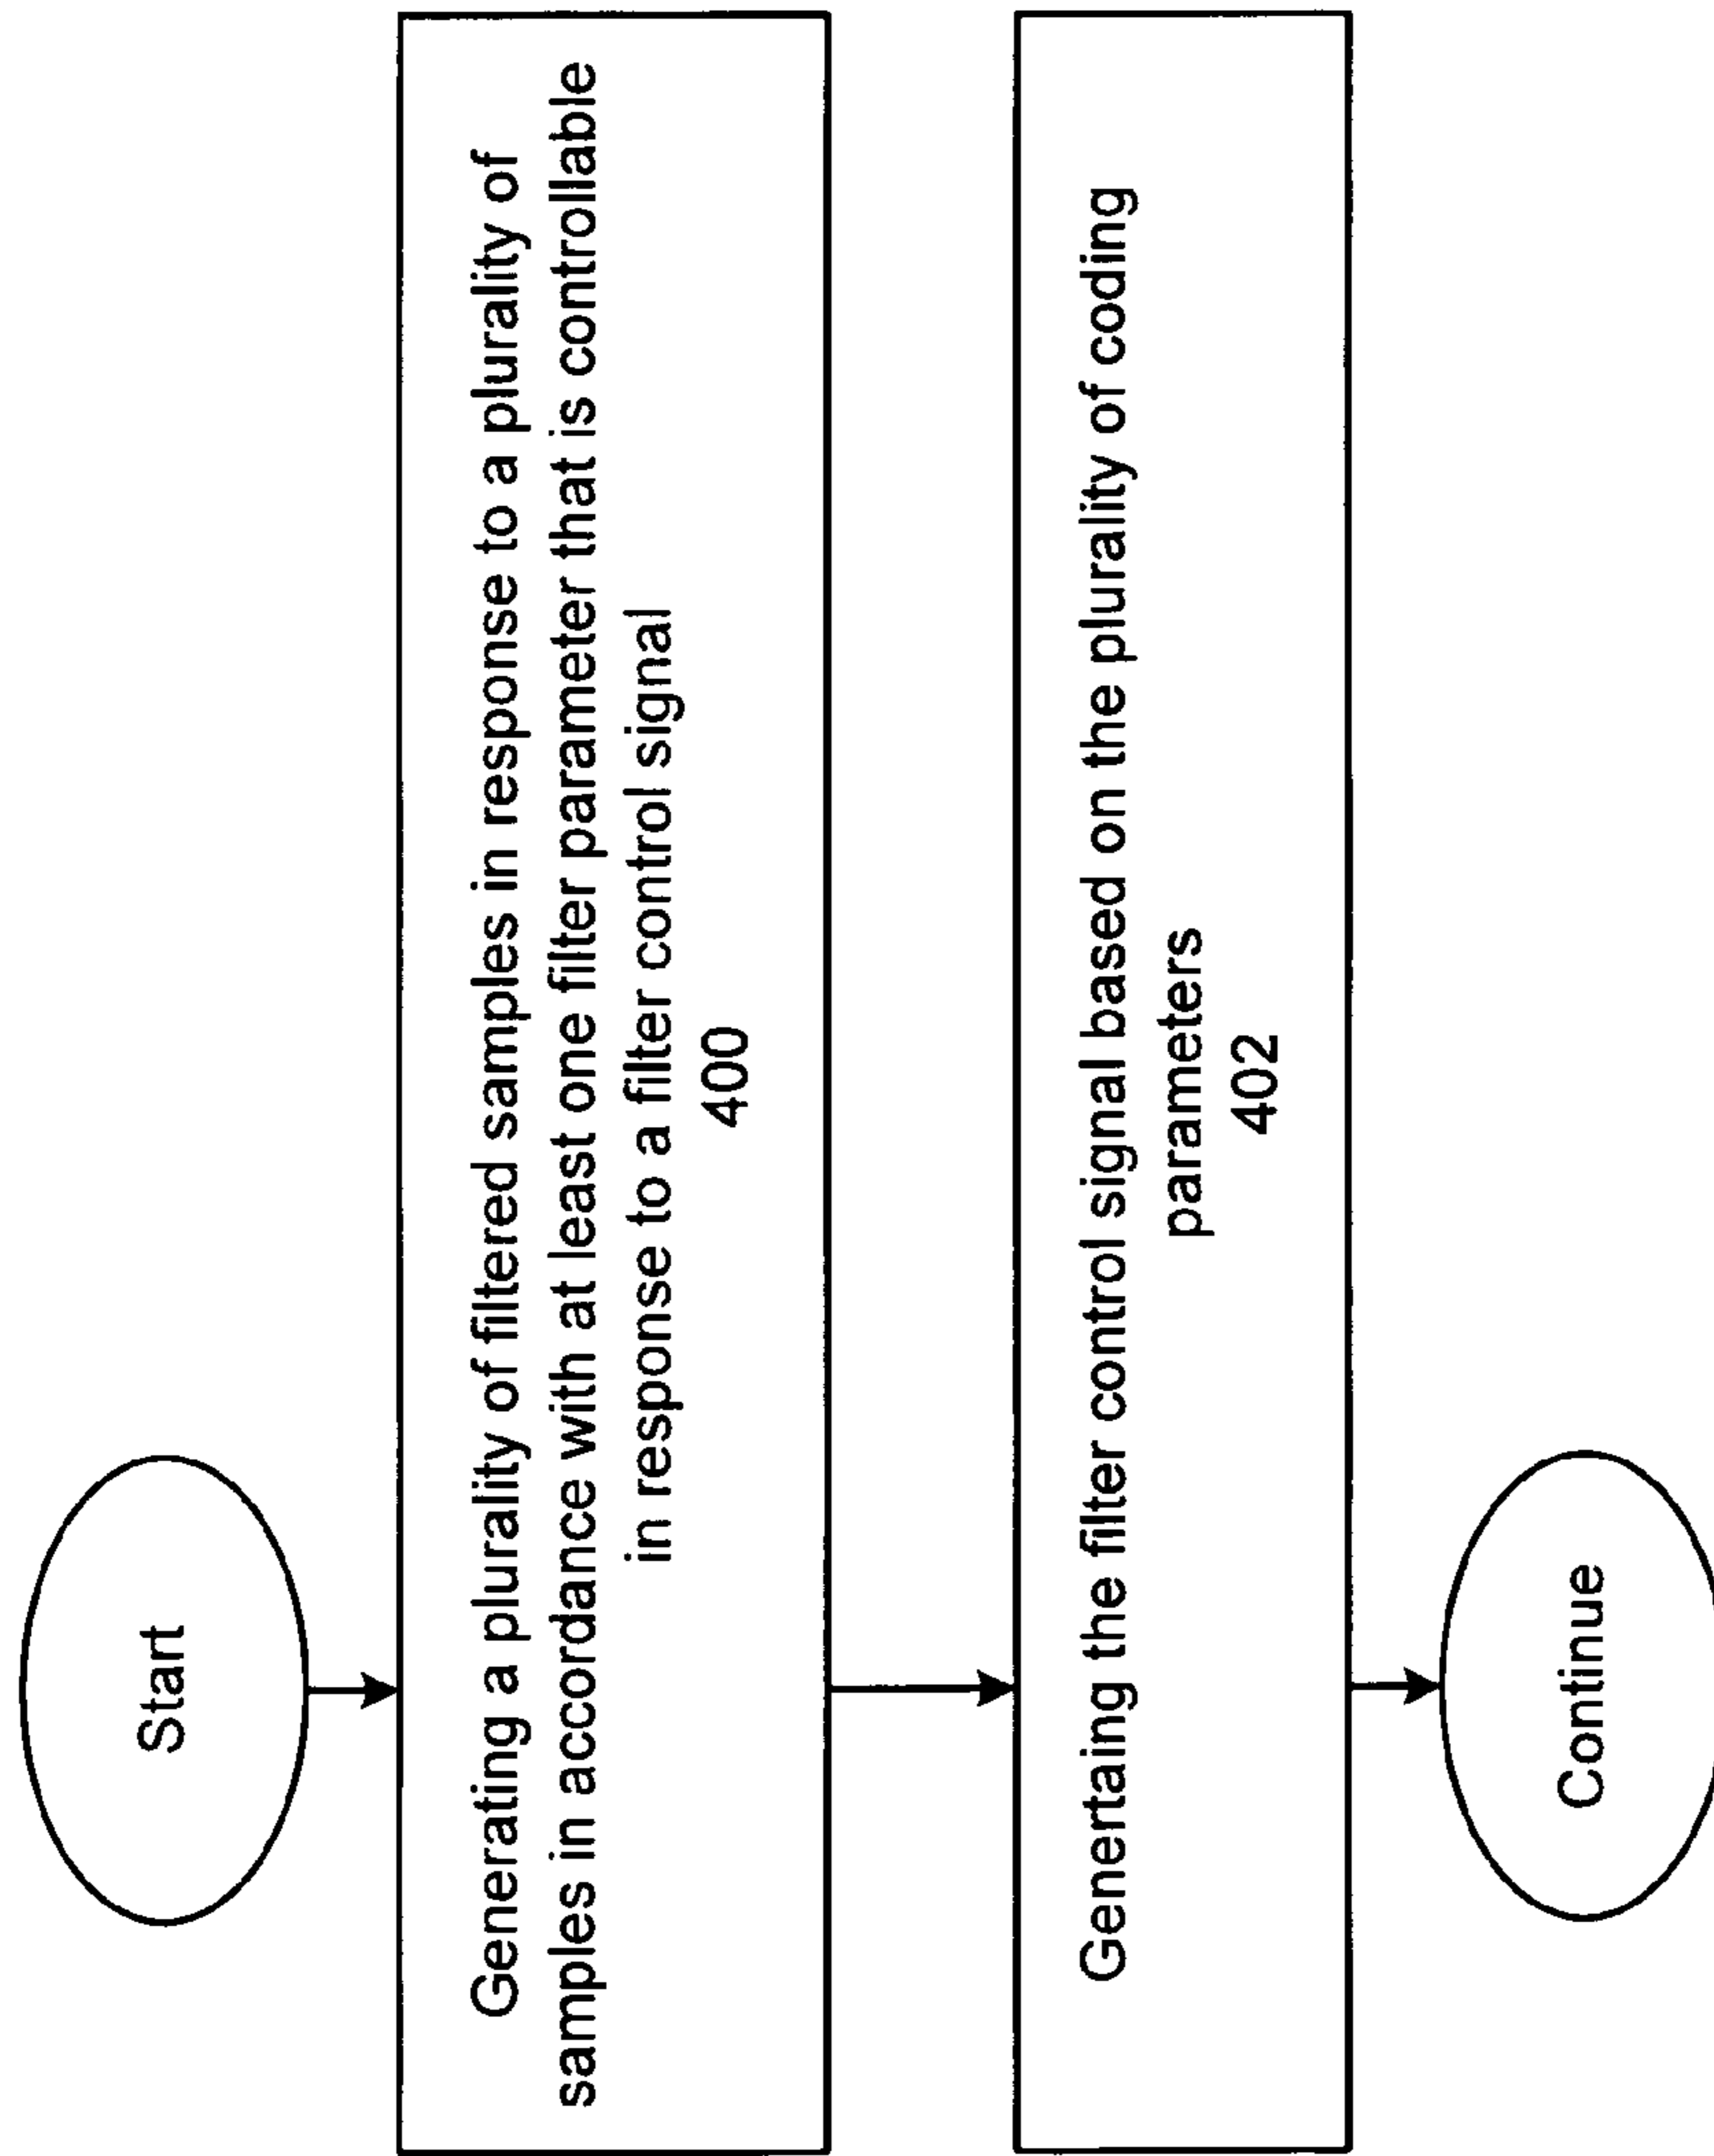 Start
Generating a plurality of filtered samples in response to a plurality of
samples in accordance with at least one filter parameter that is controllable
in response to a filter control signal
400
Genertaing the filter control signal based on the plurality of coding
parameters
402
Continue